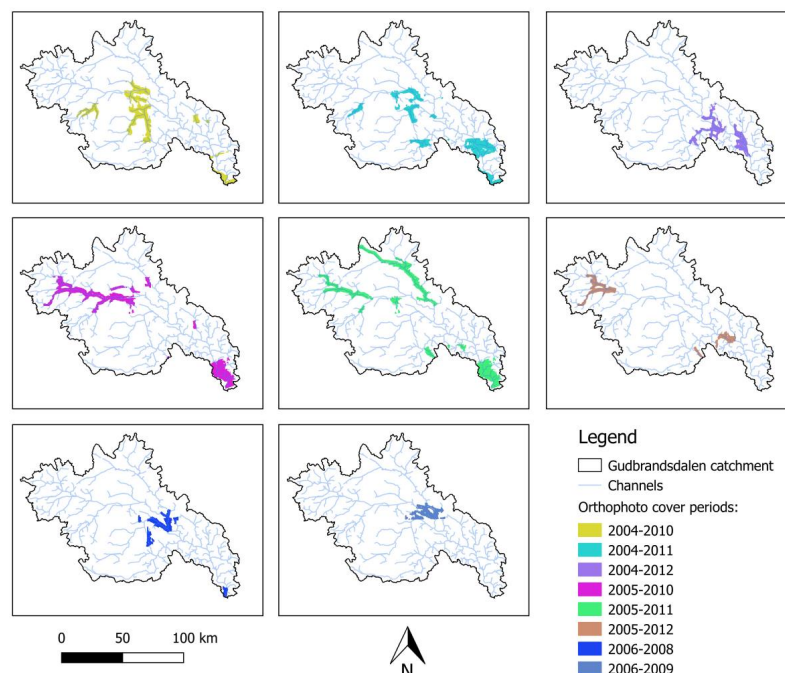 Legend
Gudbrandsdalen catchment
Channels
Orthophoto cover periods:
2004-2010
2004-2011
2004-2012
2005-2010
2005-2011
2005-2012
2006-2008
2006-2009
0 50 100 km
N